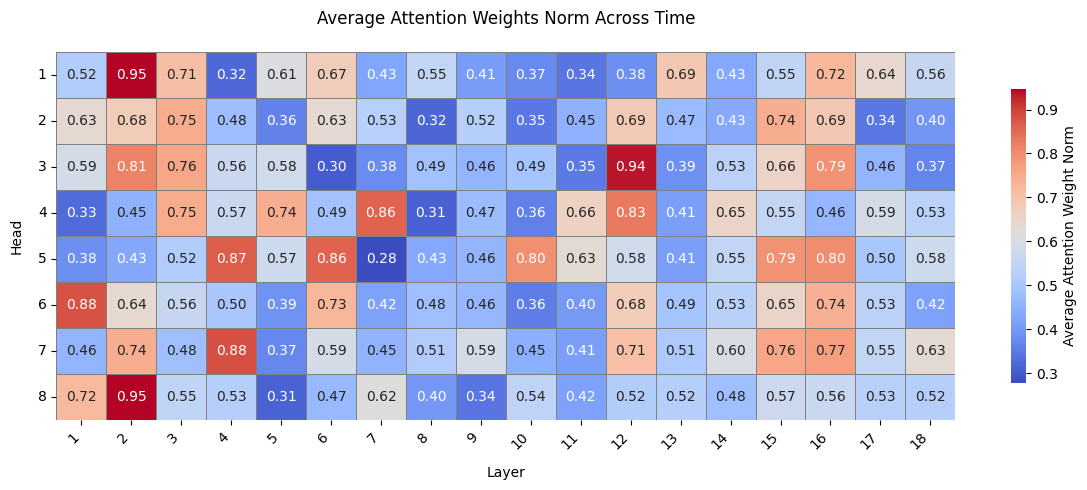 Average Attention Weights Norm Across Time
1 0.52 0.95 0.71 0.32 0.61 0.67 0.43 0.55 0.41 0.37 0.34 0.38 0.69 0.43 0.55 0.72 0.64 0.56
2 0.63 0.68 0.75 0.48 0.36 0.63 0.53 0.32 0.52 0.35 0.45 0.69 0.47 0.43 0.74 0.69 0.34 0.40
3 0.59 0.81 0.76 0.56 0.58 0.30 0.38 0.49 0.46 0.49 0.35 0.94 0.39 0.53 0.66 0.79 0.46 0.37
4 0.33 0.45 0.75 0.57 0.74 0.49 0.86 0.31 0.47 0.36 0.66 0.83 0.41 0.65 0.55 0.46 0.59 0.53
5 0.38 0.43 0.52 0.87 0.57 0.86 0.28 0.43 0.46 0.80 0.63 0.58 0.41 0.55 0.79 0.80 0.50 0.58
6 0.88 0.64 0.56 0.50 0.39 0.73 0.42 0.48 0.46 0.36 0.40 0.68 0.49 0.53 0.65 0.74 0.53 0.42
7 0.46 0.74 0.48 0.88 0.37 0.59 0.45 0.51 0.59 0.45 0.41 0.71 0.51 0.60 0.76 0.77 0.55 0.63
8 0.72 0.95 0.55 0.53 0.31 0.47 0.62 0.40 0.34 0.54 0.42 0.52 0.52 0.48 0.57 0.56 0.53 0.52
Head
1 2 3 4 5 6 7 8 9 10 11 12 13 14 15 16 17 18
Layer
0.9
0.8
0.7
0.6
0.5
0.4
0.3
Average Attention Weight Norm